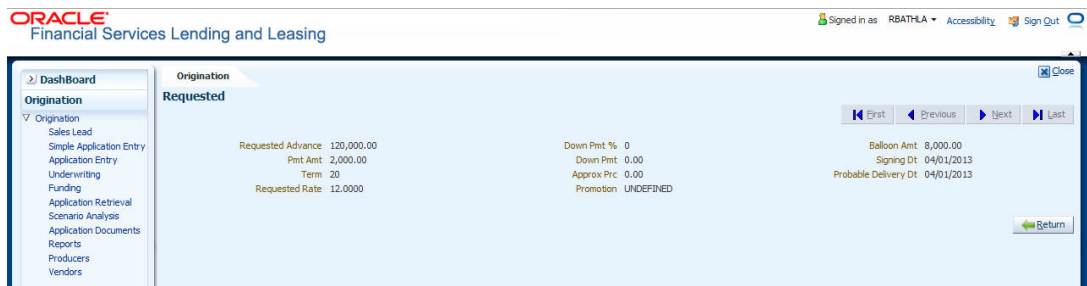 ORACLE
Financial Services Lending and Leasing
Signed in as RBATHLA Accessibility Sign Out
Close
DashBoard
Origination
Origination
Sales Lead
Simple Application Entry
Application Entry
Underwriting
Funding
Application Retrieval
Scenario Analysis
Application Documents
Reports
Producers
Vendors
Origination
Requested
First Previous Next Last
Requested Advance 120,000.00 Down Pmt % 0 Balloon Amt 8,000.00
Pmt Amt 2,000.00 Down Pmt 0.00 Signing Dt 04/01/2013
Term 20 Approx Prc 0.00 Probable Delivery Dt 04/01/2013
Requested Rate 12.0000 Promotion UNDEFINED
Return